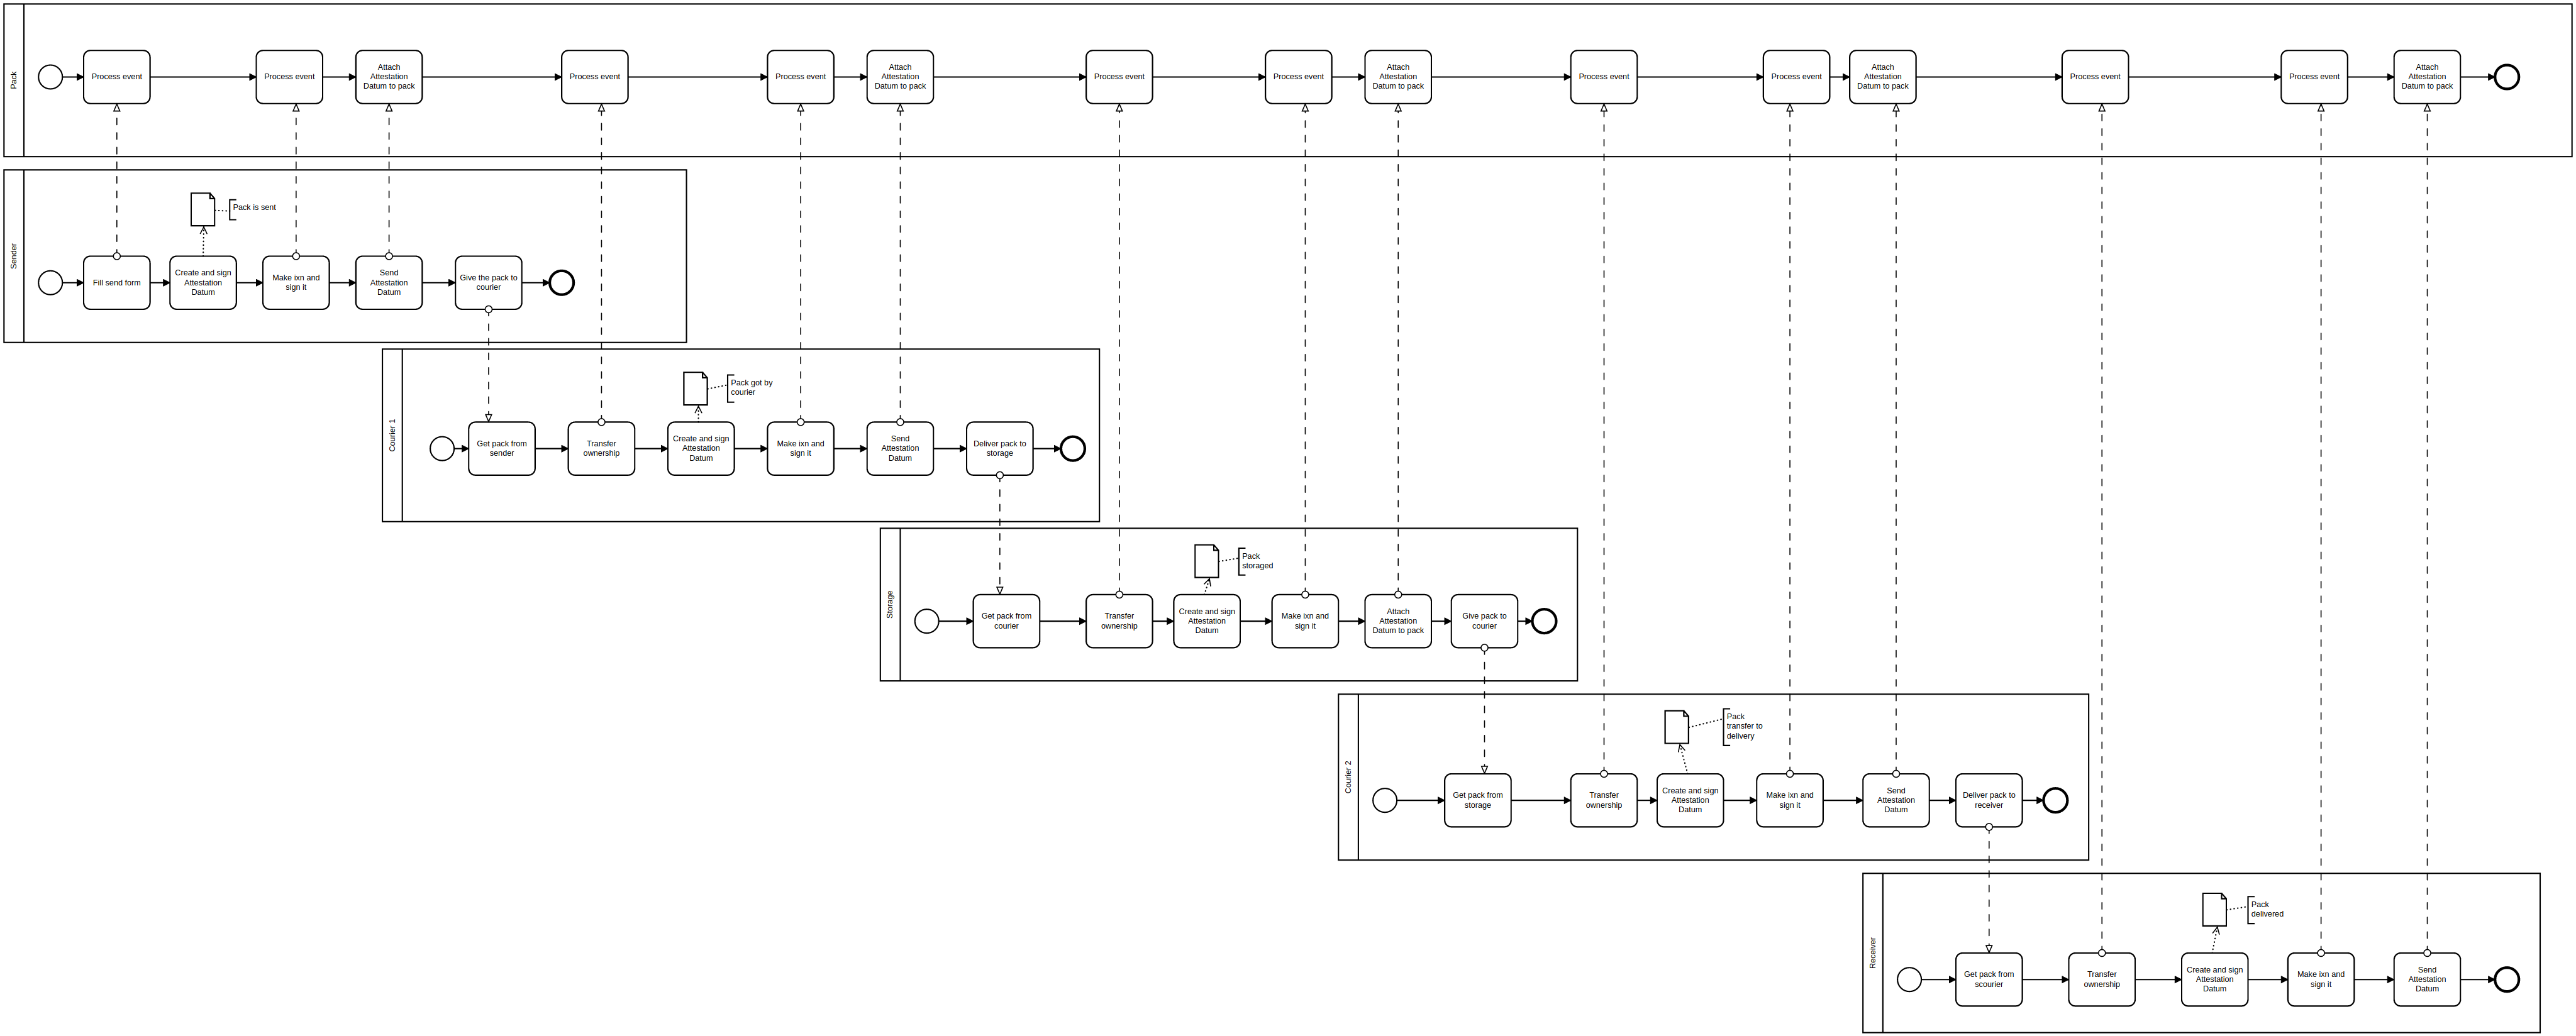 Pack
Process event
Process event
Attach
Attestation
Datum to pack
Process event
Process event
Attach
Attestation
Datum to pack
Process event
Process event
Attach
Attestation
Datum to pack
Process event
Process event
Attach
Attestation
Datum to pack
Process event
Process event
Attach
Attestation
Datum to pack
Sender
Pack is sent
Fill send form
Create and sign
Attestation
Datum
Make ixn and
sign it
Send
Attestation
Datum
Give the pack to
courier
Courier 1
Pack got by
courier
Get pack from
sender
Transfer
ownership
Create and sign
Attestation
Datum
Make ixn and
sign it
Send
Attestation
Datum
Deliver pack to
storage
Storage
Pack
storaged
Get pack from
courier
Transfer
ownership
Create and sign
Attestation
Datum
Make ixn and
sign it
Attach
Attestation
Datum to pack
Give pack to
courier
Courier 2
Pack
transfer to
delivery
Get pack from
storage
Transfer
ownership
Create and sign
Attestation
Datum
Make ixn and
sign it
Send
Attestation
Datum
Deliver pack to
receiver
Receiver
Pack
delivered
Get pack from
scourier
Transfer
ownership
Create and sign
Attestation
Datum
Make ixn and
sign it
Send
Attestation
Datum